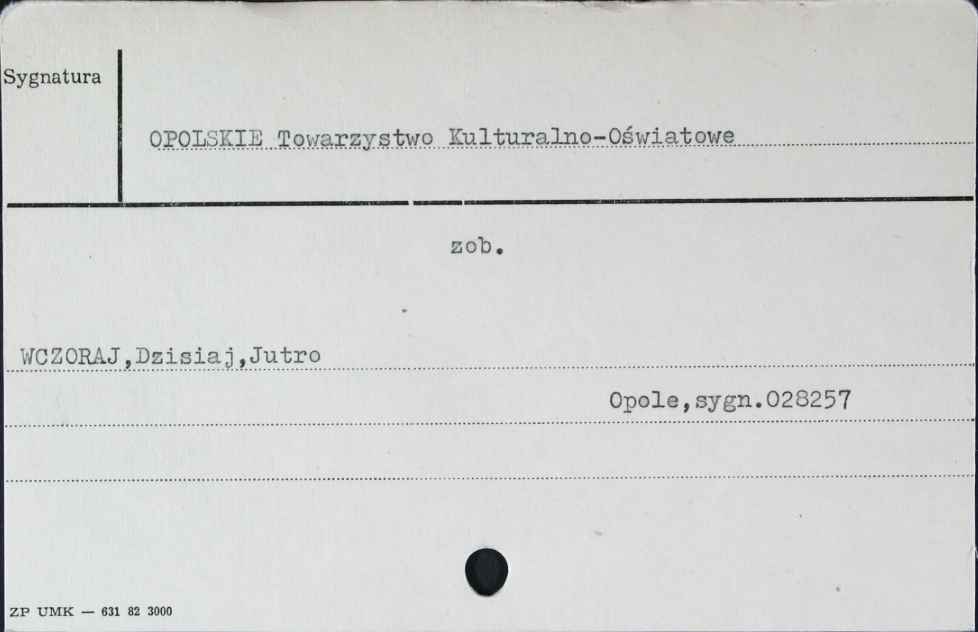 Sygnatura
OPOLSKIE Towarzystwo Kulturalno-Oświatowe
zob.
WCZORAJ,Dzisiaj,Jutro
Opole,sygn.028257
ZP UMK — 631 82 3000